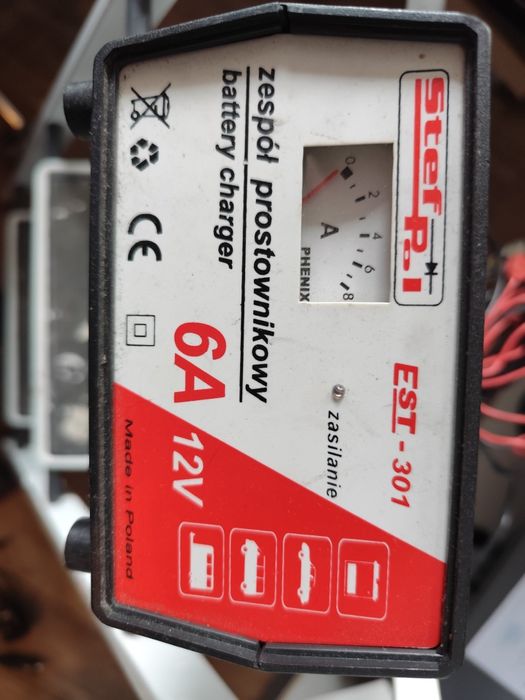 Stef-Pol
EST-301
0 2 4 6 8
A
PHENIX
zasilanie
zespół prostownikowy
battery charger
6A 12V
CE
Made in Poland